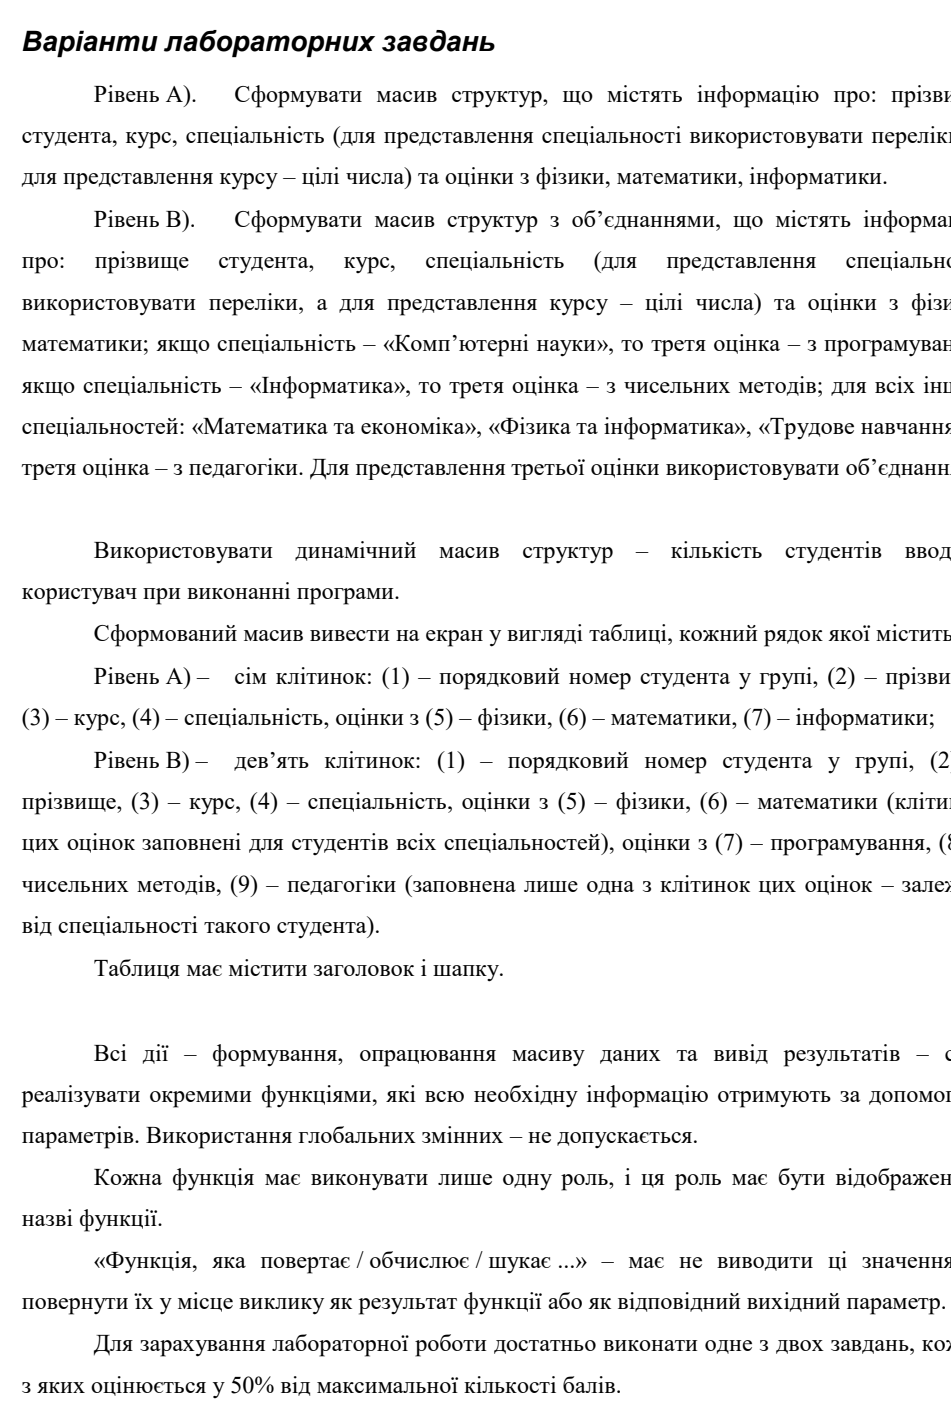 Варіанти лабораторних завдань
Рівень А). Сформувати масив структур, що містять інформацію про: прізви
студента, курс, спеціальність (для представлення спеціальності використовувати перелік
для представлення курсу – цілі числа) та оцінки з фізики, математики, інформатики.
Рівень В). Сформувати масив структур з об’єднаннями, що містять інформа
про: прізвище студента, курс, спеціальність (для представлення спеціально
використовувати переліки, а для представлення курсу – цілі числа) та оцінки з фізи
математики; якщо спеціальність – «Комп’ютерні науки», то третя оцінка – з програмуван
якщо спеціальність – «Інформатика», то третя оцінка – з чисельних методів; для всіх інш
спеціальностей: «Математика та економіка», «Фізика та інформатика», «Трудове навчання
третя оцінка – з педагогіки. Для представлення третьої оцінки використовувати об’єднанн
Використовувати динамічний масив структур – кількість студентів ввод
користувач при виконанні програми.
Сформований масив вивести на екран у вигляді таблиці, кожний рядок якої містить
Рівень А) – сім клітинок: (1) – порядковий номер студента у групі, (2) – прізви
(3) – курс, (4) – спеціальність, оцінки з (5) – фізики, (6) – математики, (7) – інформатики;
Рівень В) – дев’ять клітинок: (1) – порядковий номер студента у групі, (2
прізвище, (3) – курс, (4) – спеціальність, оцінки з (5) – фізики, (6) – математики (кліти
цих оцінок заповнені для студентів всіх спеціальностей), оцінки з (7) – програмування, (8
чисельних методів, (9) – педагогіки (заповнена лише одна з клітинок цих оцінок – залеж
від спеціальності такого студента).
Таблиця має містити заголовок і шапку.
Всі дії – формування, опрацювання масиву даних та вивід результатів – с
реалізувати окремими функціями, які всю необхідну інформацію отримують за допомог
параметрів. Використання глобальних змінних – не допускається.
Кожна функція має виконувати лише одну роль, і ця роль має бути відображен
назві функції.
«Функція, яка повертає / обчислює / шукає ...» – має не виводити ці значення
повернути їх у місце виклику як результат функції або як відповідний вихідний параметр.
Для зарахування лабораторної роботи достатньо виконати одне з двох завдань, кож
з яких оцінюється у 50% від максимальної кількості балів.